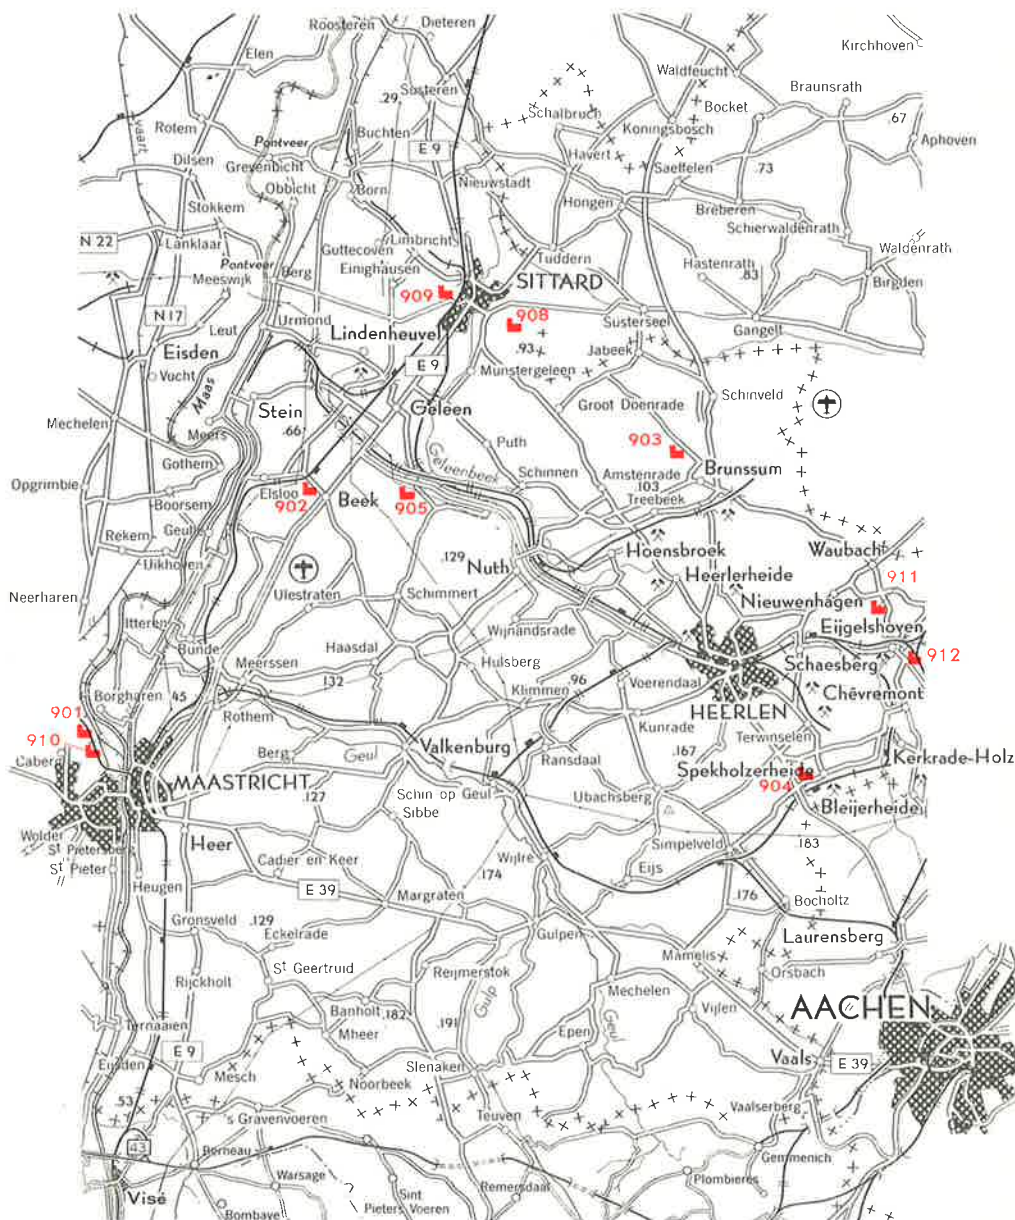 Roosteren
Dieteren
Kirchhoven
Elen
Waldfeucht
Braunsrath
Susteren
.29
Bocket
Schalbruch
.67
vaart
Rotem
Buchten
Koningsbosch
Aphoven
Pontveer
E 9
Dilsen
Grevenbicht
Havert
Saeffelen
.73
Obbicht
Born
Nieuwstadt
Stokkem
Hongen
Breberen
Schierwaldenrath
N 22
Lanklaar
Guttecoven
Limbricht
Tuddern
Waldenrath
Pontveer
Berg
Einighausen
Hastenrath
.83
Birgden
Meeswijk
SITTARD
909
N 17
Leut
Urmond
Lindenheuvel
908
Susterseel
Gangelt
Eisden
.93
Jabeek
Vucht
E 9
Munstergeleen
Maas
Stein
Geleen
Groot Doenrade
Schinveld
Mechelen
Meers
.66
Puth
903
Geleenbeek
Gothem
Schinnen
Amstenrade
Brunssum
Opgrimbie
Elsloo
.103
Boorsem
902
Beek
905
Treebeek
Rekem
Geulle
Hoensbroek
Waubach
Uikhoven
.129
Nuth
Heerlerheide
911
Neerharen
Ulestraten
Schimmert
Nieuwenhagen
Itteren
Wijnandsrade
Eijgelshoven
Bunde
Haasdal
912
Meerssen
Hulsberg
Schaesberg
132
.96
Voerendaal
Borgharen
.45
Klimmen
Chêvremont
901
Rothem
HEERLEN
910
Kunrade
Terwinselen
Caberg
Berg
Geul
Valkenburg
Ransdaal
.167
Kerkrade-Holz
MAASTRICHT
Spekholzerheide
904
.127
Schin op Geul
Ubachsberg
Bleijerheide
Sibbe
Wolder
Heer
Simpelveld
.183
St Pietersberg
Cadier en Keer
Wijlre
St Pieter
.174
Eijs
Heugen
E 39
Margraten
.176
Bocholtz
Gronsveld
.129
Eckelrade
Gulpen
Laurensberg
Mamelis
St Geertruid
Reijmerstok
Orsbach
Rijckholt
Gulp
Mechelen
Banholt
.182
Vijlen
AACHEN
Ternaaien
Mheer
.191
Epen
Geul
E 9
Vaals
E 39
Eijsden
Mesch
Slenaken
Noorbeek
.53
Vaalserberg
's Gravenvoeren
Teuven
43
Berneau
Gemmenich
Warsage
Plombieres
Visé
Sint
Pieters Voeren
Remersdaal
Bombaye